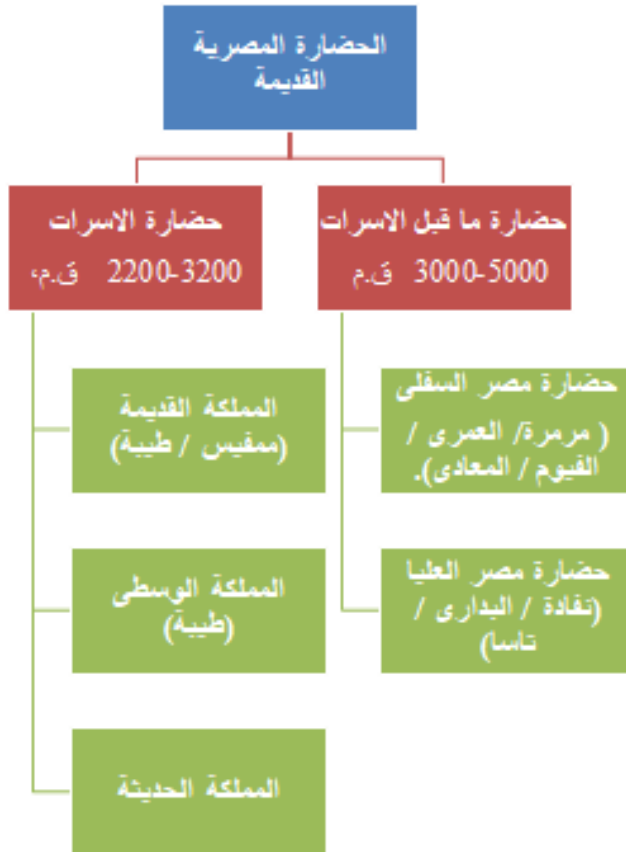 الحضارة المصرية
القديمة
حضارة ما قبل الاسرات
3000-5000 ق.م
حضارة مصر السفلى
( مرمرة/ العمرى /
الفيوم / المعادى).
حضارة مصر العليا
(نقادة / البدارى /
تاسا)
حضارة الاسرات
2200-3200 ق.م،
المملكة القديمة
(ممفيس / طيبة)
المملكة الوسطى
(طيبة)
المملكة الحديثة